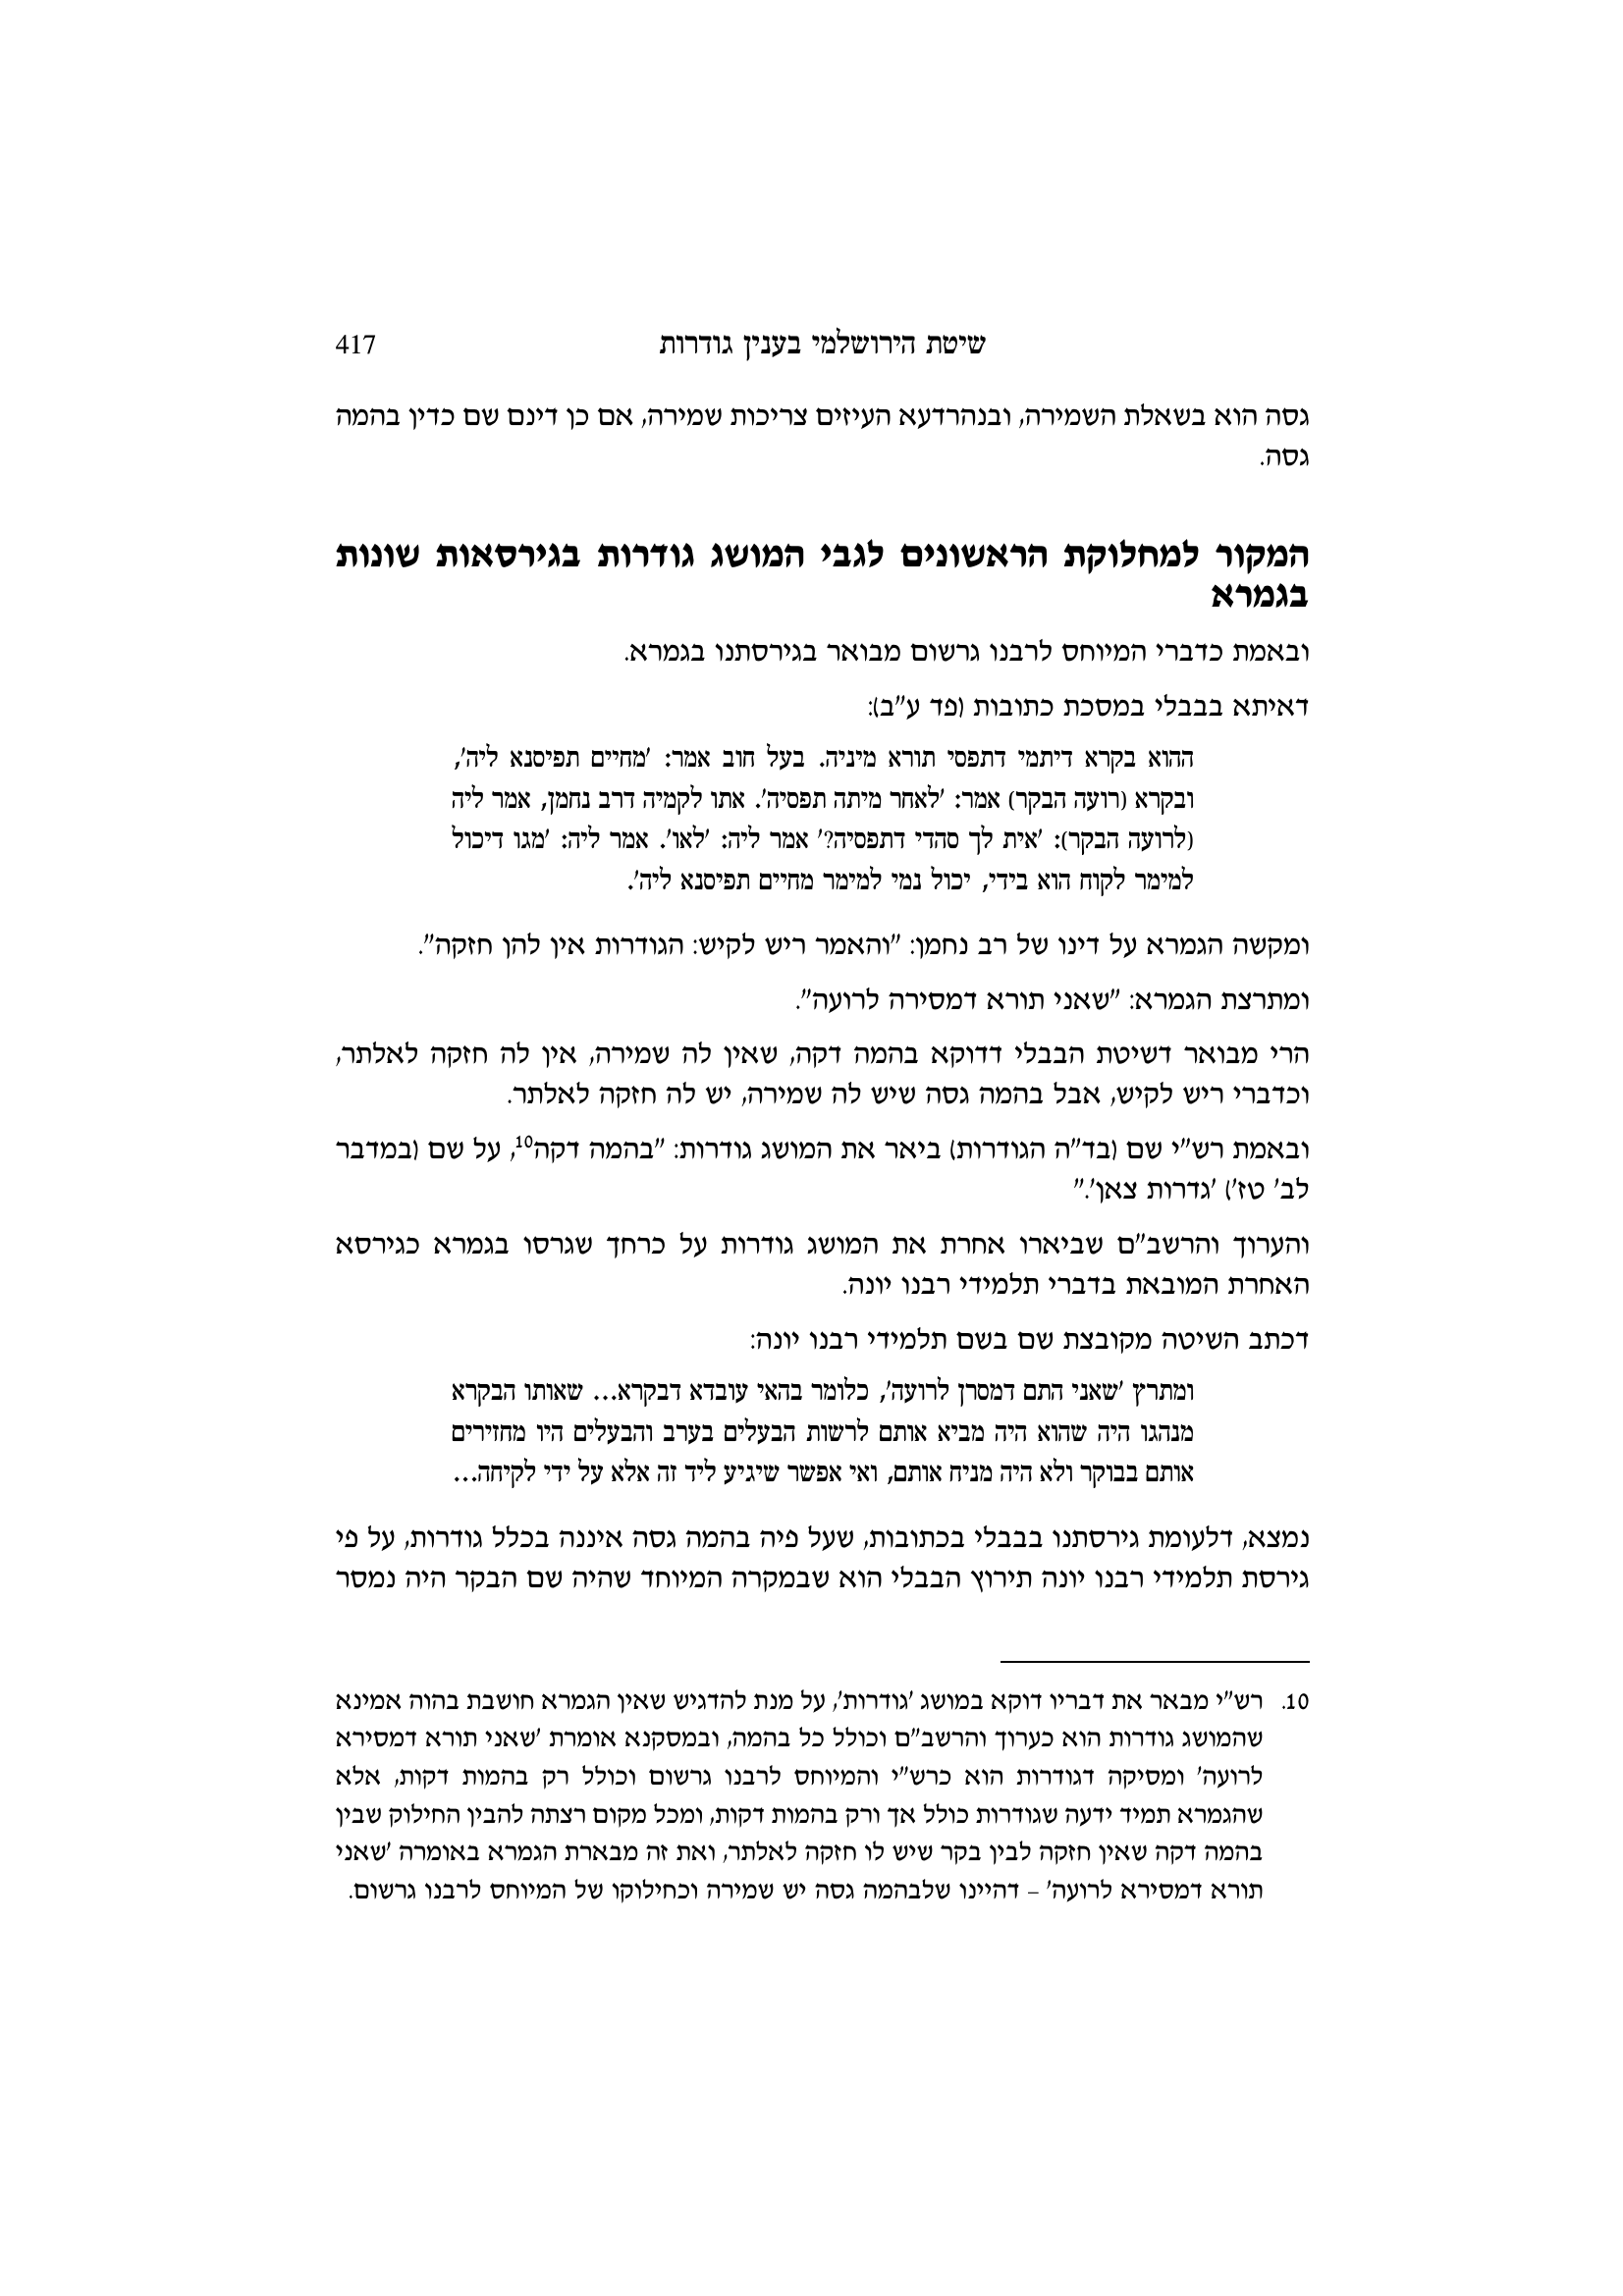 שיטת הירושלמי בענין גודרות 417
גסה הוא בשאלת השמירה, ובנהרדעא העיזים צריכות שמירה, אם כן דינם שם כדין בהמה
גסה.
המקור למחלוקת הראשונים לגבי המושג גודרות בגירסאות שונות
בגמרא
ובאמת כדברי המיוחס לרבנו גרשום מבואר בגירסתנו בגמרא.
דאיתא בבבלי במסכת כתובות (פד ע"ב):
ההוא בקרא דיתמי דתפסי תורא מיניה. בעל חוב אמר: 'מחיים תפיסנא ליה',
ובקרא (רועה הבקר) אמר: 'לאחר מיתה תפסיה'. אתו לקמיה דרב נחמן, אמר ליה
(לרועה הבקר): 'אית לך סהדי דתפסיה?' אמר ליה: 'לאו'. אמר ליה: 'מגו דיכול
למימר לקוח הוא בידי, יכול נמי למימר מחיים תפיסנא ליה'.
ומקשה הגמרא על דינו של רב נחמן: "והאמר ריש לקיש: הגודרות אין להן חזקה".
ומתרצת הגמרא: "שאני תורא דמסירה לרועה".
הרי מבואר דשיטת הבבלי דדוקא בהמה דקה, שאין לה שמירה, אין לה חזקה לאלתר,
וכדברי ריש לקיש, אבל בהמה גסה שיש לה שמירה, יש לה חזקה לאלתר.
ובאמת רש"י שם (בד"ה הגודרות) ביאר את המושג גודרות: "בהמה דקה10, על שם (במדבר
לב' טז') 'גדרות צאן'."
והערוך והרשב"ם שביארו אחרת את המושג גודרות על כרחך שגרסו בגמרא כגירסא
האחרת המובאת בדברי תלמידי רבנו יונה.
דכתב השיטה מקובצת שם בשם תלמידי רבנו יונה:
ומתרץ 'שאני התם דמסרן לרועה', כלומר בהאי עובדא דבקרא... שאותו הבקרא
מנהגו היה שהוא היה מביא אותם לרשות הבעלים בערב והבעלים היו מחזירים
אותם בבוקר ולא היה מניח אותם, ואי אפשר שיגיע ליד זה אלא על ידי לקיחה...
נמצא, דלעומת גירסתנו בבבלי בכתובות, שעל פיה בהמה גסה איננה בכלל גודרות, על פי
גירסת תלמידי רבנו יונה תירוץ הבבלי הוא שבמקרה המיוחד שהיה שם הבקר היה נמסר
10. רש"י מבאר את דבריו דוקא במושג 'גודרות', על מנת להדגיש שאין הגמרא חושבת בהוה אמינא
שהמושג גודרות הוא כערוך והרשב"ם וכולל כל בהמה, ובמסקנא אומרת 'שאני תורא דמסירא
לרועה' ומסיקה דגודרות הוא כרש"י והמיוחס לרבנו גרשום וכולל רק בהמות דקות, אלא
שהגמרא תמיד ידעה שגודרות כולל אך ורק בהמות דקות, ומכל מקום רצתה להבין החילוק שבין
בהמה דקה שאין חזקה לבין בקר שיש לו חזקה לאלתר, ואת זה מבארת הגמרא באומרה 'שאני
תורא דמסירא לרועה' – דהיינו שלבהמה גסה יש שמירה וכחילוקו של המיוחס לרבנו גרשום.